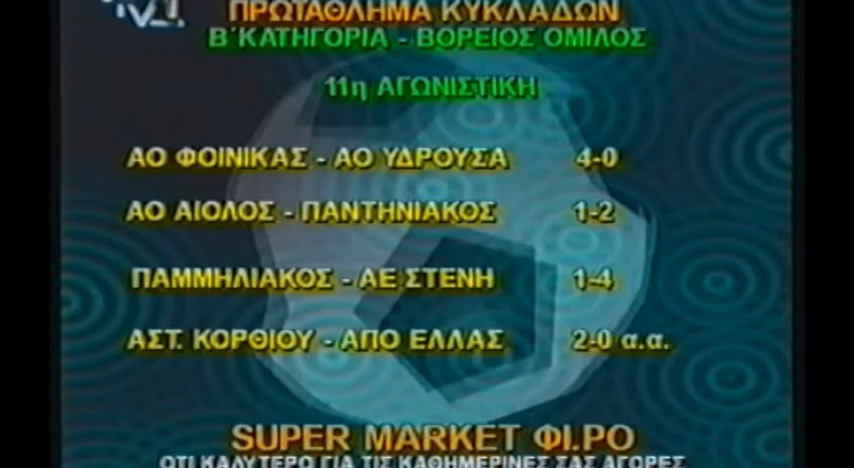 TV1
ΠΡΩΤΑΘΛΗΜΑ ΚΥΚΛΑΔΩΝ
Β΄ΚΑΤΗΓΟΡΙΑ - ΒΟΡΕΙΟΣ ΟΜΙΛΟΣ
11η ΑΓΩΝΙΣΤΙΚΗ
ΑΟ ΦΟΙΝΙΚΑΣ - ΑΟ ΥΔΡΟΥΣΑ 4-0
ΑΟ ΑΙΟΛΟΣ - ΠΑΝΤΗΝΙΑΚΟΣ 1-2
ΠΑΜΜΗΛΙΑΚΟΣ - ΑΕ ΣΤΕΝΗ 1-4
ΑΣΤ. ΚΟΡΘΙΟΥ - ΑΠΟ ΕΛΛΑΣ 2-0 α.α.
SUPER MARKET ΦΙ.ΡΟ
ΟΤΙ ΚΑΛΥΤΕΡΟ ΓΙΑ ΤΙΣ ΚΑΘΗΜΕΡΙΝΕΣ ΣΑΣ ΑΓΟΡΕΣ